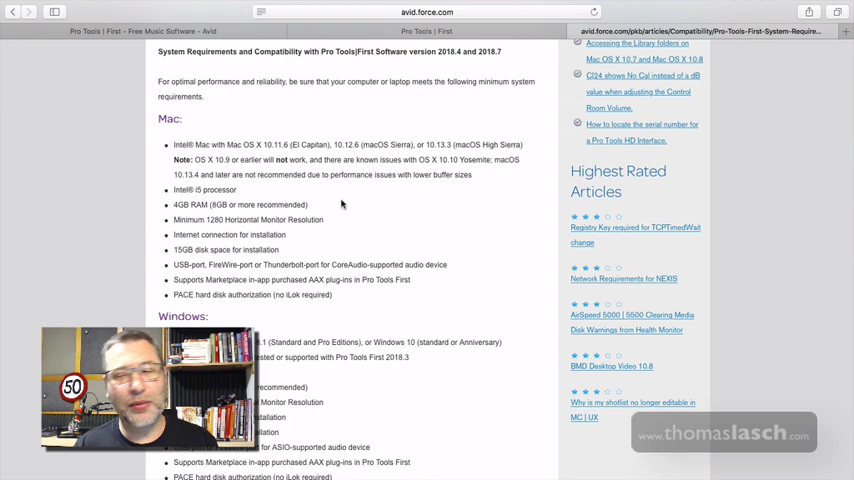 avid.force.com
Pro Tools | First - Free Music Software - Avid
Pro Tools | First
avid.force.com/pkb/articles/Compatibility/Pro-Tools-First-System-Require...
System Requirements and Compatibility with Pro Tools|First Software version 2018.4 and 2018.7
For optimal performance and reliability, be sure that your computer or laptop meets the following minimum system
requirements.
Mac:
Intel® Mac with Mac OS X 10.11.6 (El Capitan), 10.12.6 (macOS Sierra), or 10.13.3 (macOS High Sierra)
Note: OS X 10.9 or earlier will not work, and there are known issues with OS X 10.10 Yosemite; macOS
10.13.4 and later are not recommended due to performance issues with lower buffer sizes
Intel® i5 processor
4GB RAM (8GB or more recommended)
Minimum 1280 Horizontal Monitor Resolution
Internet connection for installation
15GB disk space for installation
USB-port, FireWire-port or Thunderbolt-port for CoreAudio-supported audio device
Supports Marketplace in-app purchased AAX plug-ins in Pro Tools First
PACE hard disk authorization (no iLok required)
Windows:
.1 (Standard and Pro Editions), or Windows 10 (standard or Anniversary)
ested or supported with Pro Tools First 2018.3
recommended)
Monitor Resolution
stallation
tallation
for ASIO-supported audio device
Supports Marketplace in-app purchased AAX plug-ins in Pro Tools First
PACE hard disk authorization (no iLok required)
Accessing the Library folders on
Mac OS X 10.7 and Mac OS X 10.8
CI24 shows No Cal instead of a dB
value when adjusting the Control
Room Volume.
How to locate the serial number for
a Pro Tools HD Interface.
Highest Rated
Articles
Registry Key required for TCPTimedWait
change
Network Requirements for NEXIS
AirSpeed 5000 | 5500 Clearing Media
Disk Warnings from Health Monitor
BMD Desktop Video 10.8
Why is my shotlist no longer editable in
MC | UX
50
www.thomaslasch.com